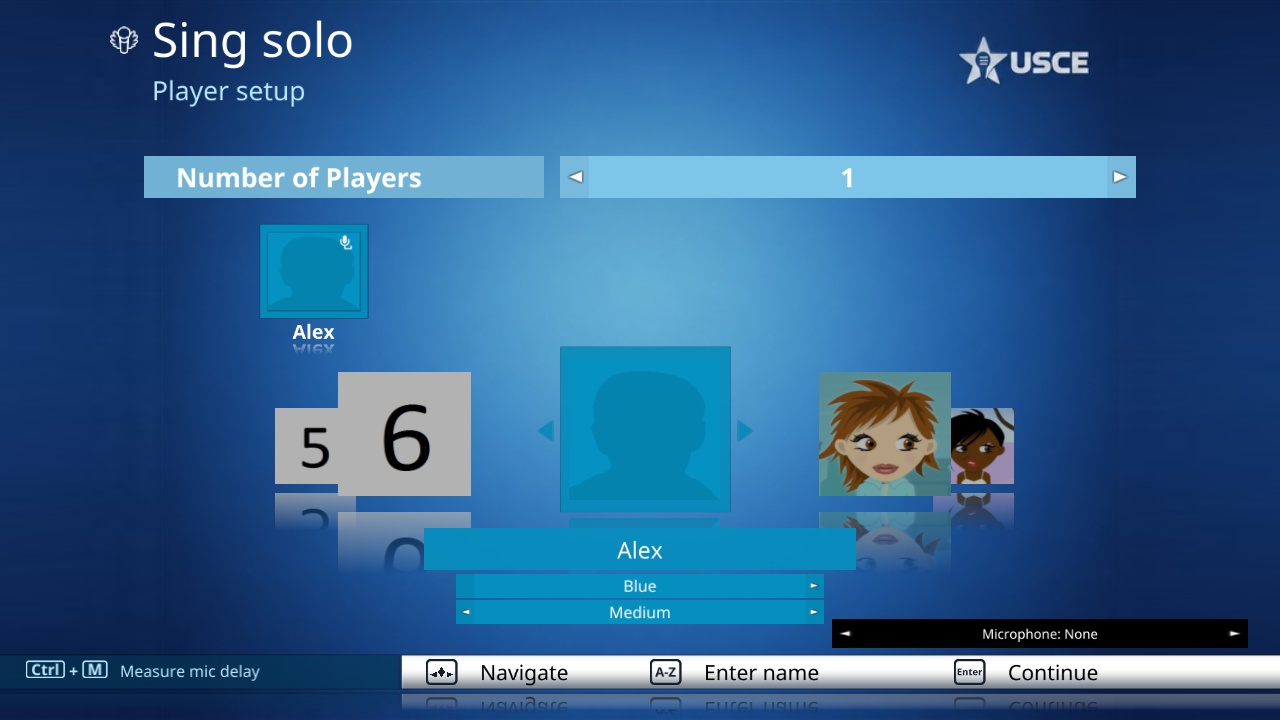 Sing solo
Player setup
USCE
Number of Players
1
Alex
5
6
Alex
Blue
Medium
Microphone: None
Ctrl + M Measure mic delay
Navigate
A-Z Enter name
Enter Continue